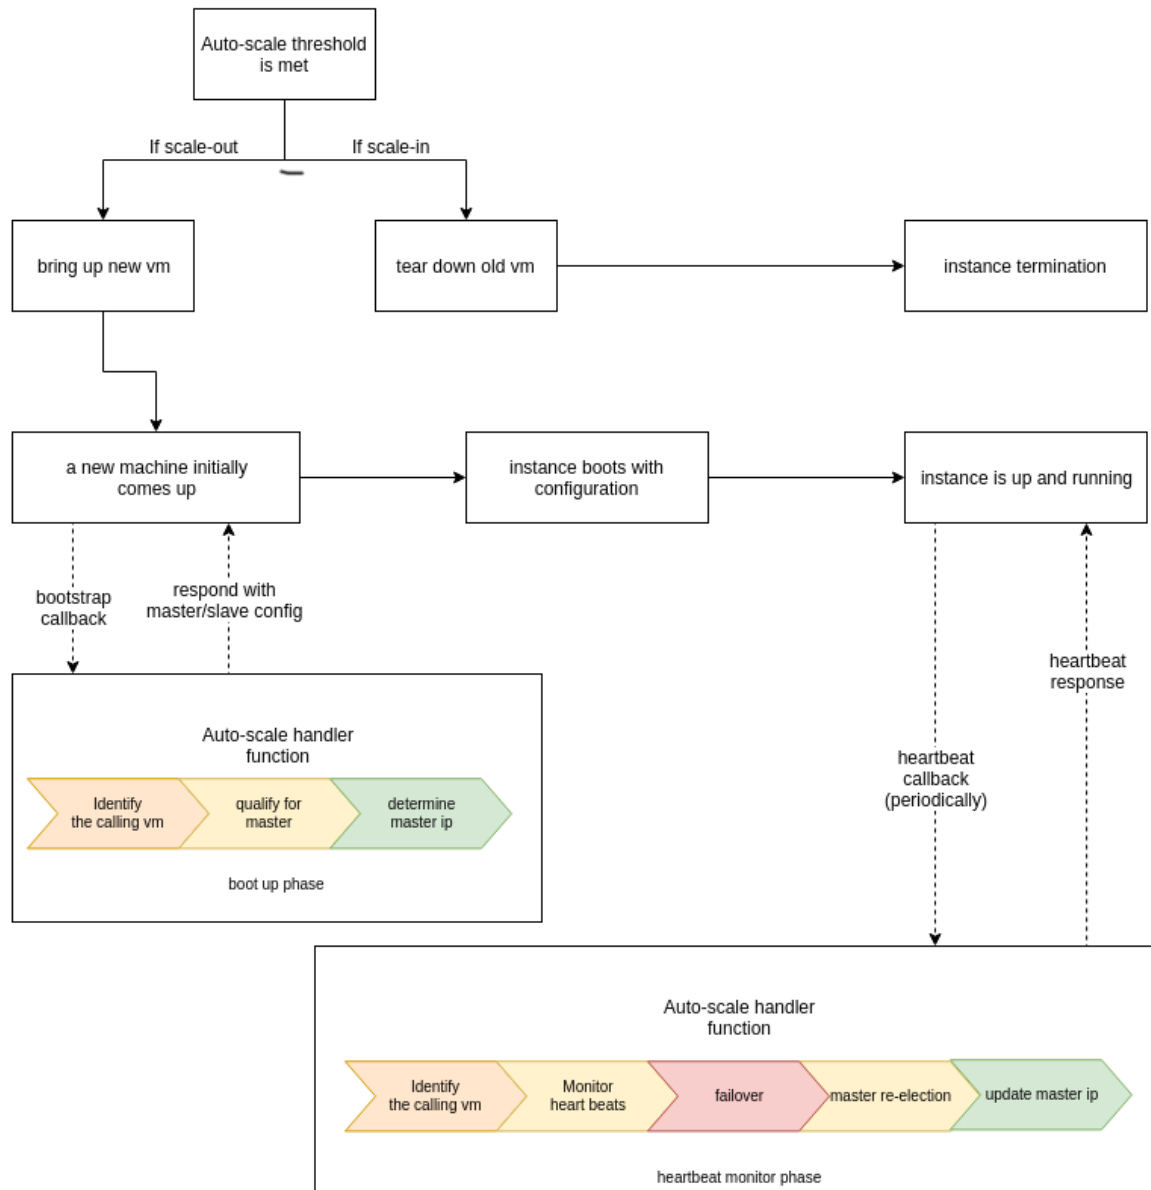 Auto-scale threshold
is met
If scale-out
If scale-in
bring up new vm
tear down old vm
instance termination
a new machine initially
comes up
instance boots with
configuration
instance is up and running
bootstrap
callback
respond with
master/slave config
heartbeat
response
Auto-scale handler
function
Identify
the calling vm
qualify for
master
determine
master ip
boot up phase
heartbeat
callback
(periodically)
Auto-scale handler
function
Identify
the calling vm
Monitor
heart beats
failover
master re-election
update master ip
heartbeat monitor phase